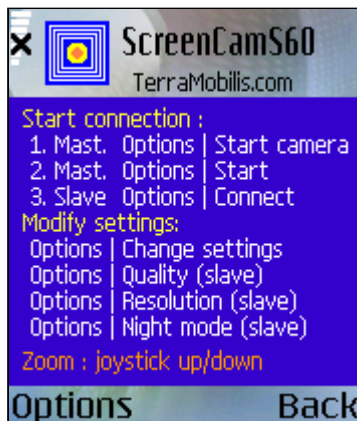 ScreenCamS60
TerraMobilis.com
Start connection :
1. Mast. Options | Start camera
2. Mast. Options | Start
3. Slave Options | Connect
Modify settings:
Options | Change settings
Options | Quality (slave)
Options | Resolution (slave)
Options | Night mode (slave)
Zoom : joystick up/down
Options Back